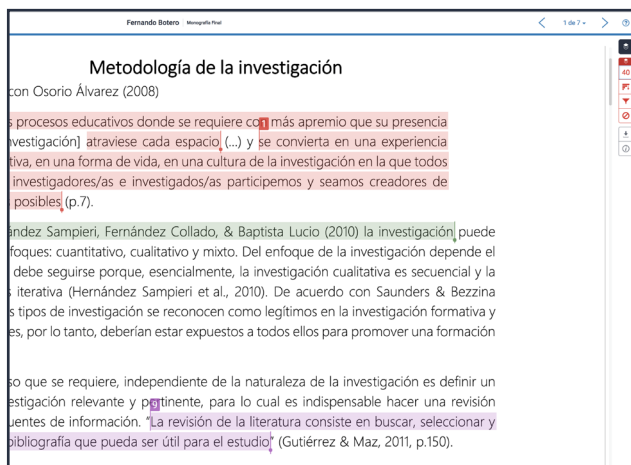 Fernando Botero Monografía Final
1 de 7
Metodología de la investigación
con Osorio Álvarez (2008)
procesos educativos donde se requiere con más apremio que su presencia
1
nvestigación] atraviese cada espacio (...) y se convierta en una experiencia
tiva, en una forma de vida, en una cultura de la investigación en la que todos
investigadores/as e investigados/as participemos y seamos creadores de
posibles (p.7).
ández Sampieri, Fernández Collado, & Baptista Lucio (2010) la investigación puede
foques: cuantitativo, cualitativo y mixto. Del enfoque de la investigación depende el
debe seguirse porque, esencialmente, la investigación cualitativa es secuencial y la
s iterativa (Hernández Sampieri et al., 2010). De acuerdo con Saunders & Bezzina
s tipos de investigación se reconocen como legítimos en la investigación formativa y
es, por lo tanto, deberían estar expuestos a todos ellos para promover una formación
so que se requiere, independiente de la naturaleza de la investigación es definir un
estigación relevante y pertinente, para lo cual es indispensable hacer una revisión
9
uentes de información. "La revisión de la literatura consiste en buscar, seleccionar y
bibliografía que pueda ser útil para el estudio" (Gutiérrez & Maz, 2011, p.150).
40